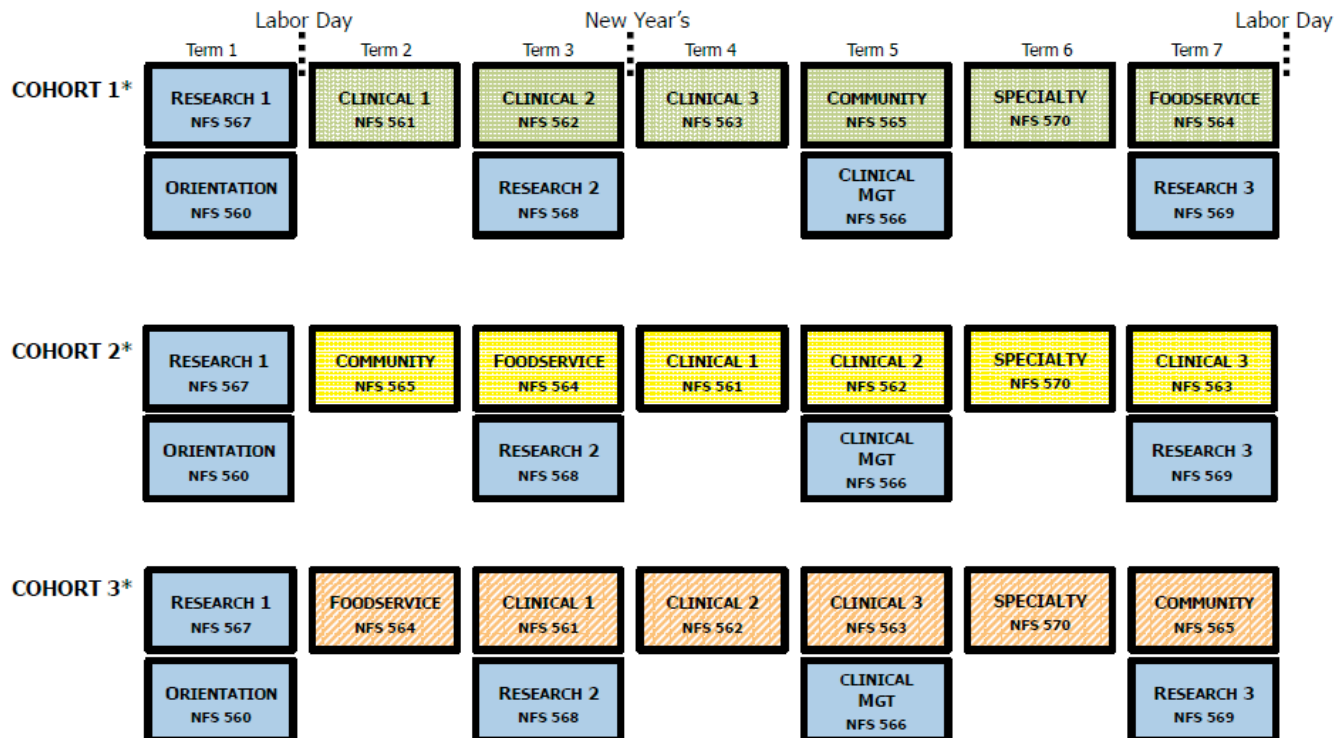 Labor Day New Year's Labor Day
Term 1 Term 2 Term 3 Term 4 Term 5 Term 6 Term 7
COHORT 1*
RESEARCH 1 CLINICAL 1 CLINICAL 2 CLINICAL 3 COMMUNITY SPECIALTY FOODSERVICE
NFS 567 NFS 561 NFS 562 NFS 563 NFS 565 NFS 570 NFS 564
ORIENTATION RESEARCH 2 CLINICAL MGT RESEARCH 3
NFS 560 NFS 568 NFS 566 NFS 569
COHORT 2*
RESEARCH 1 COMMUNITY FOODSERVICE CLINICAL 1 CLINICAL 2 SPECIALTY CLINICAL 3
NFS 567 NFS 565 NFS 564 NFS 561 NFS 562 NFS 570 NFS 563
ORIENTATION RESEARCH 2 CLINICAL MGT RESEARCH 3
NFS 560 NFS 568 NFS 566 NFS 569
COHORT 3*
RESEARCH 1 FOODSERVICE CLINICAL 1 CLINICAL 2 CLINICAL 3 SPECIALTY COMMUNITY
NFS 567 NFS 564 NFS 561 NFS 562 NFS 563 NFS 570 NFS 565
ORIENTATION RESEARCH 2 CLINICAL MGT RESEARCH 3
NFS 560 NFS 568 NFS 566 NFS 569